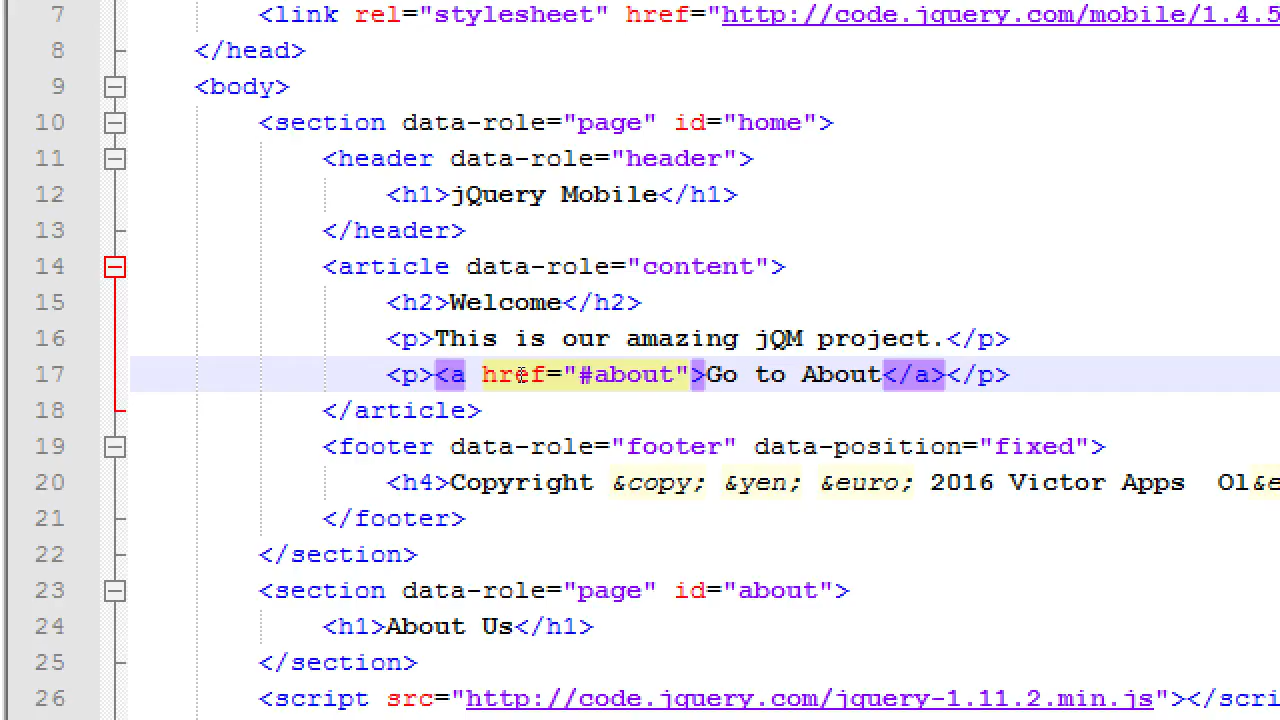 7 <link rel="stylesheet" href="http://code.jquery.com/mobile/1.4.5
8 </head>
9 <body>
10 <section data-role="page" id="home">
11 <header data-role="header">
12 <h1>jQuery Mobile</h1>
13 </header>
14 <article data-role="content">
15 <h2>Welcome</h2>
16 <p>This is our amazing jQM project.</p>
17 <p><a href="#about">Go to About</a></p>
18 </article>
19 <footer data-role="footer" data-position="fixed">
20 <h4>Copyright &copy; &yen; &euro; 2016 Victor Apps  Ol&e
21 </footer>
22 </section>
23 <section data-role="page" id="about">
24 <h1>About Us</h1>
25 </section>
26 <script src="http://code.jquery.com/jquery-1.11.2.min.js"></scri